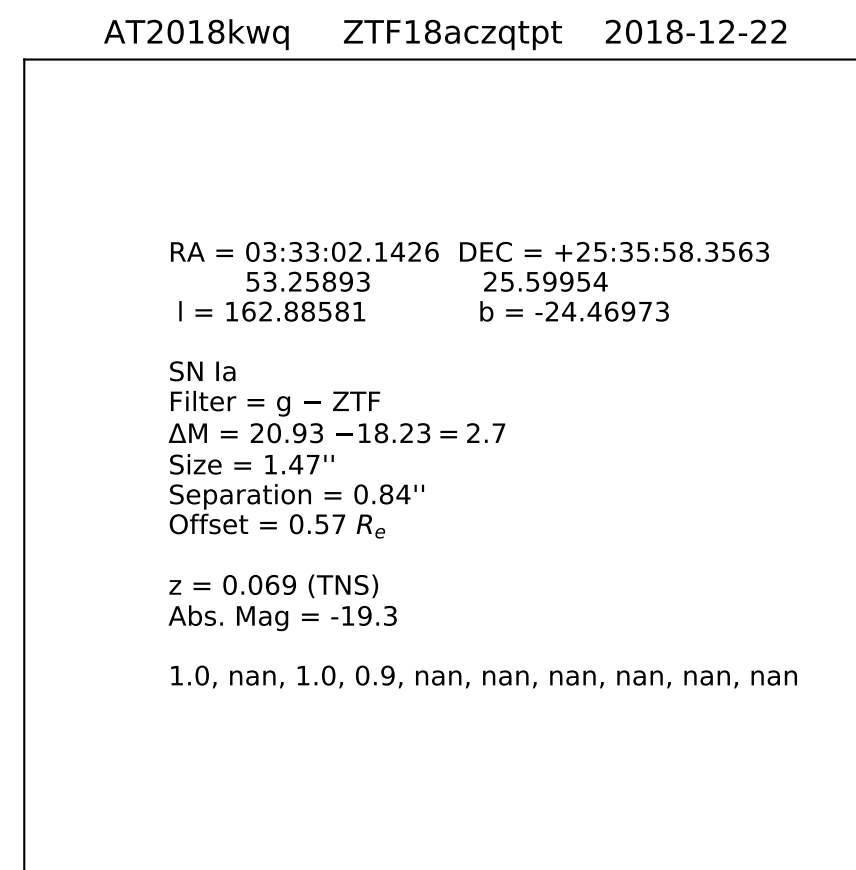 AT2018kwq ZTF18aczqtpt 2018-12-22
RA = 03:33:02.1426 DEC = +25:35:58.3563
53.25893 25.59954
l = 162.88581 b = -24.46973
SN Ia
Filter = g − ZTF
ΔM = 20.93 −18.23 = 2.7
Size = 1.47''
Separation = 0.84''
Offset = 0.57 Re
z = 0.069 (TNS)
Abs. Mag = -19.3
1.0, nan, 1.0, 0.9, nan, nan, nan, nan, nan, nan